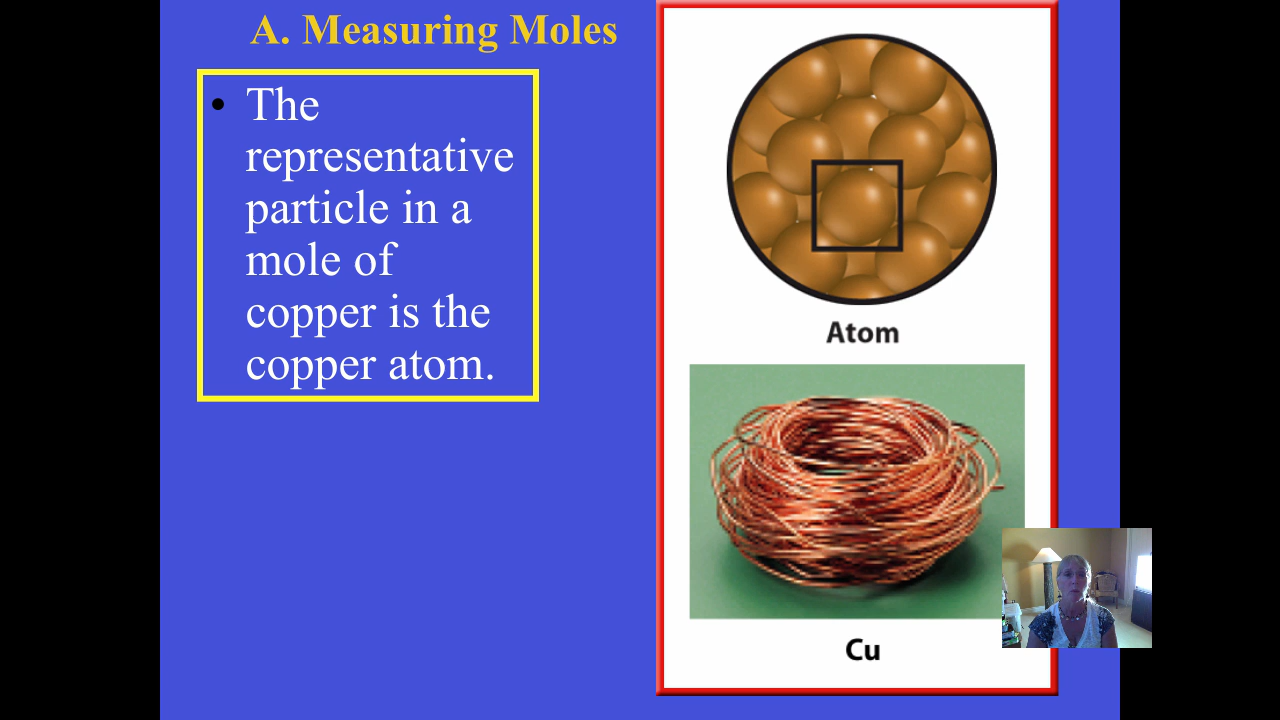 A. Measuring Moles
• The
representative
particle in a
mole of
copper is the
copper atom.
Atom
Cu